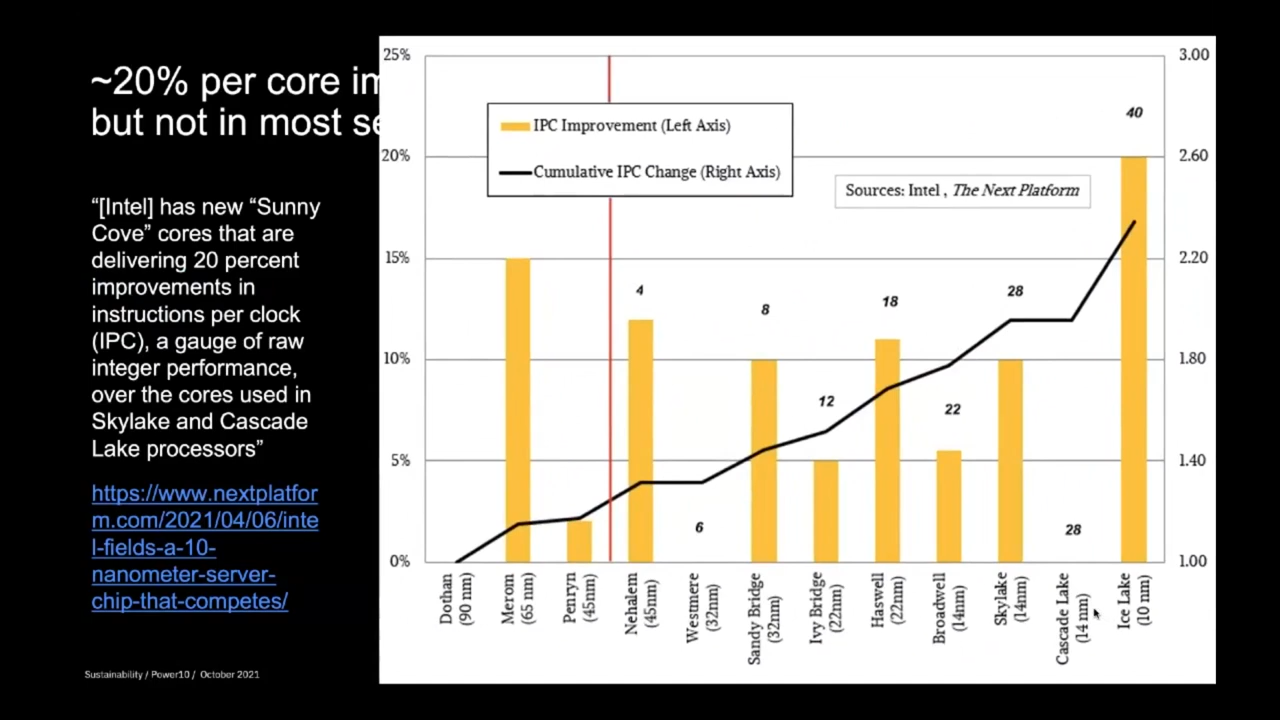 ~20% per core im
but not in most se
“[Intel] has new “Sunny
Cove” cores that are
delivering 20 percent
improvements in
instructions per clock
(IPC), a gauge of raw
integer performance,
over the cores used in
Skylake and Cascade
Lake processors”
https://www.nextplatfor
m.com/2021/04/06/inte
l-fields-a-10-
nanometer-server-
chip-that-competes/
Sustainability / Power10 / October 2021
25%
20%
15%
10%
5%
0%
IPC Improvement (Left Axis)
Cumulative IPC Change (Right Axis)
Sources: Intel , The Next Platform
4
6
8
12
18
22
28
28
40
3.00
2.60
2.20
1.80
1.40
1.00
Dothan
(90 nm)
Merom
(65 nm)
Penryn
(45nm)
Nehalem
(45nm)
Westmere
(32nm)
Sandy Bridge
(32nm)
Ivy Bridge
(22nm)
Haswell
(22nm)
Broadwell
(14nm)
Skylake
(14nm)
Cascade Lake
(14 nm)
Ice Lake
(10 nm)